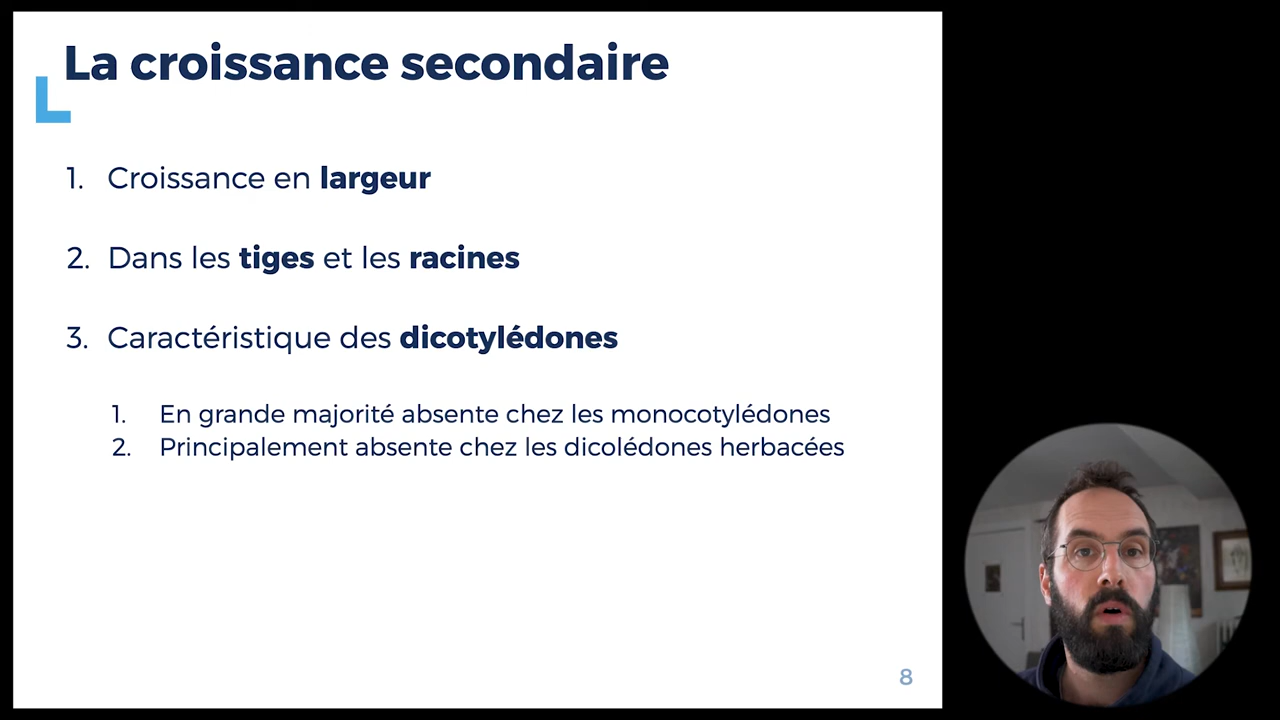 La croissance secondaire
1. Croissance en largeur
2. Dans les tiges et les racines
3. Caractéristique des dicotylédones
1. En grande majorité absente chez les monocotylédones
2. Principalement absente chez les dicolédones herbacées
8